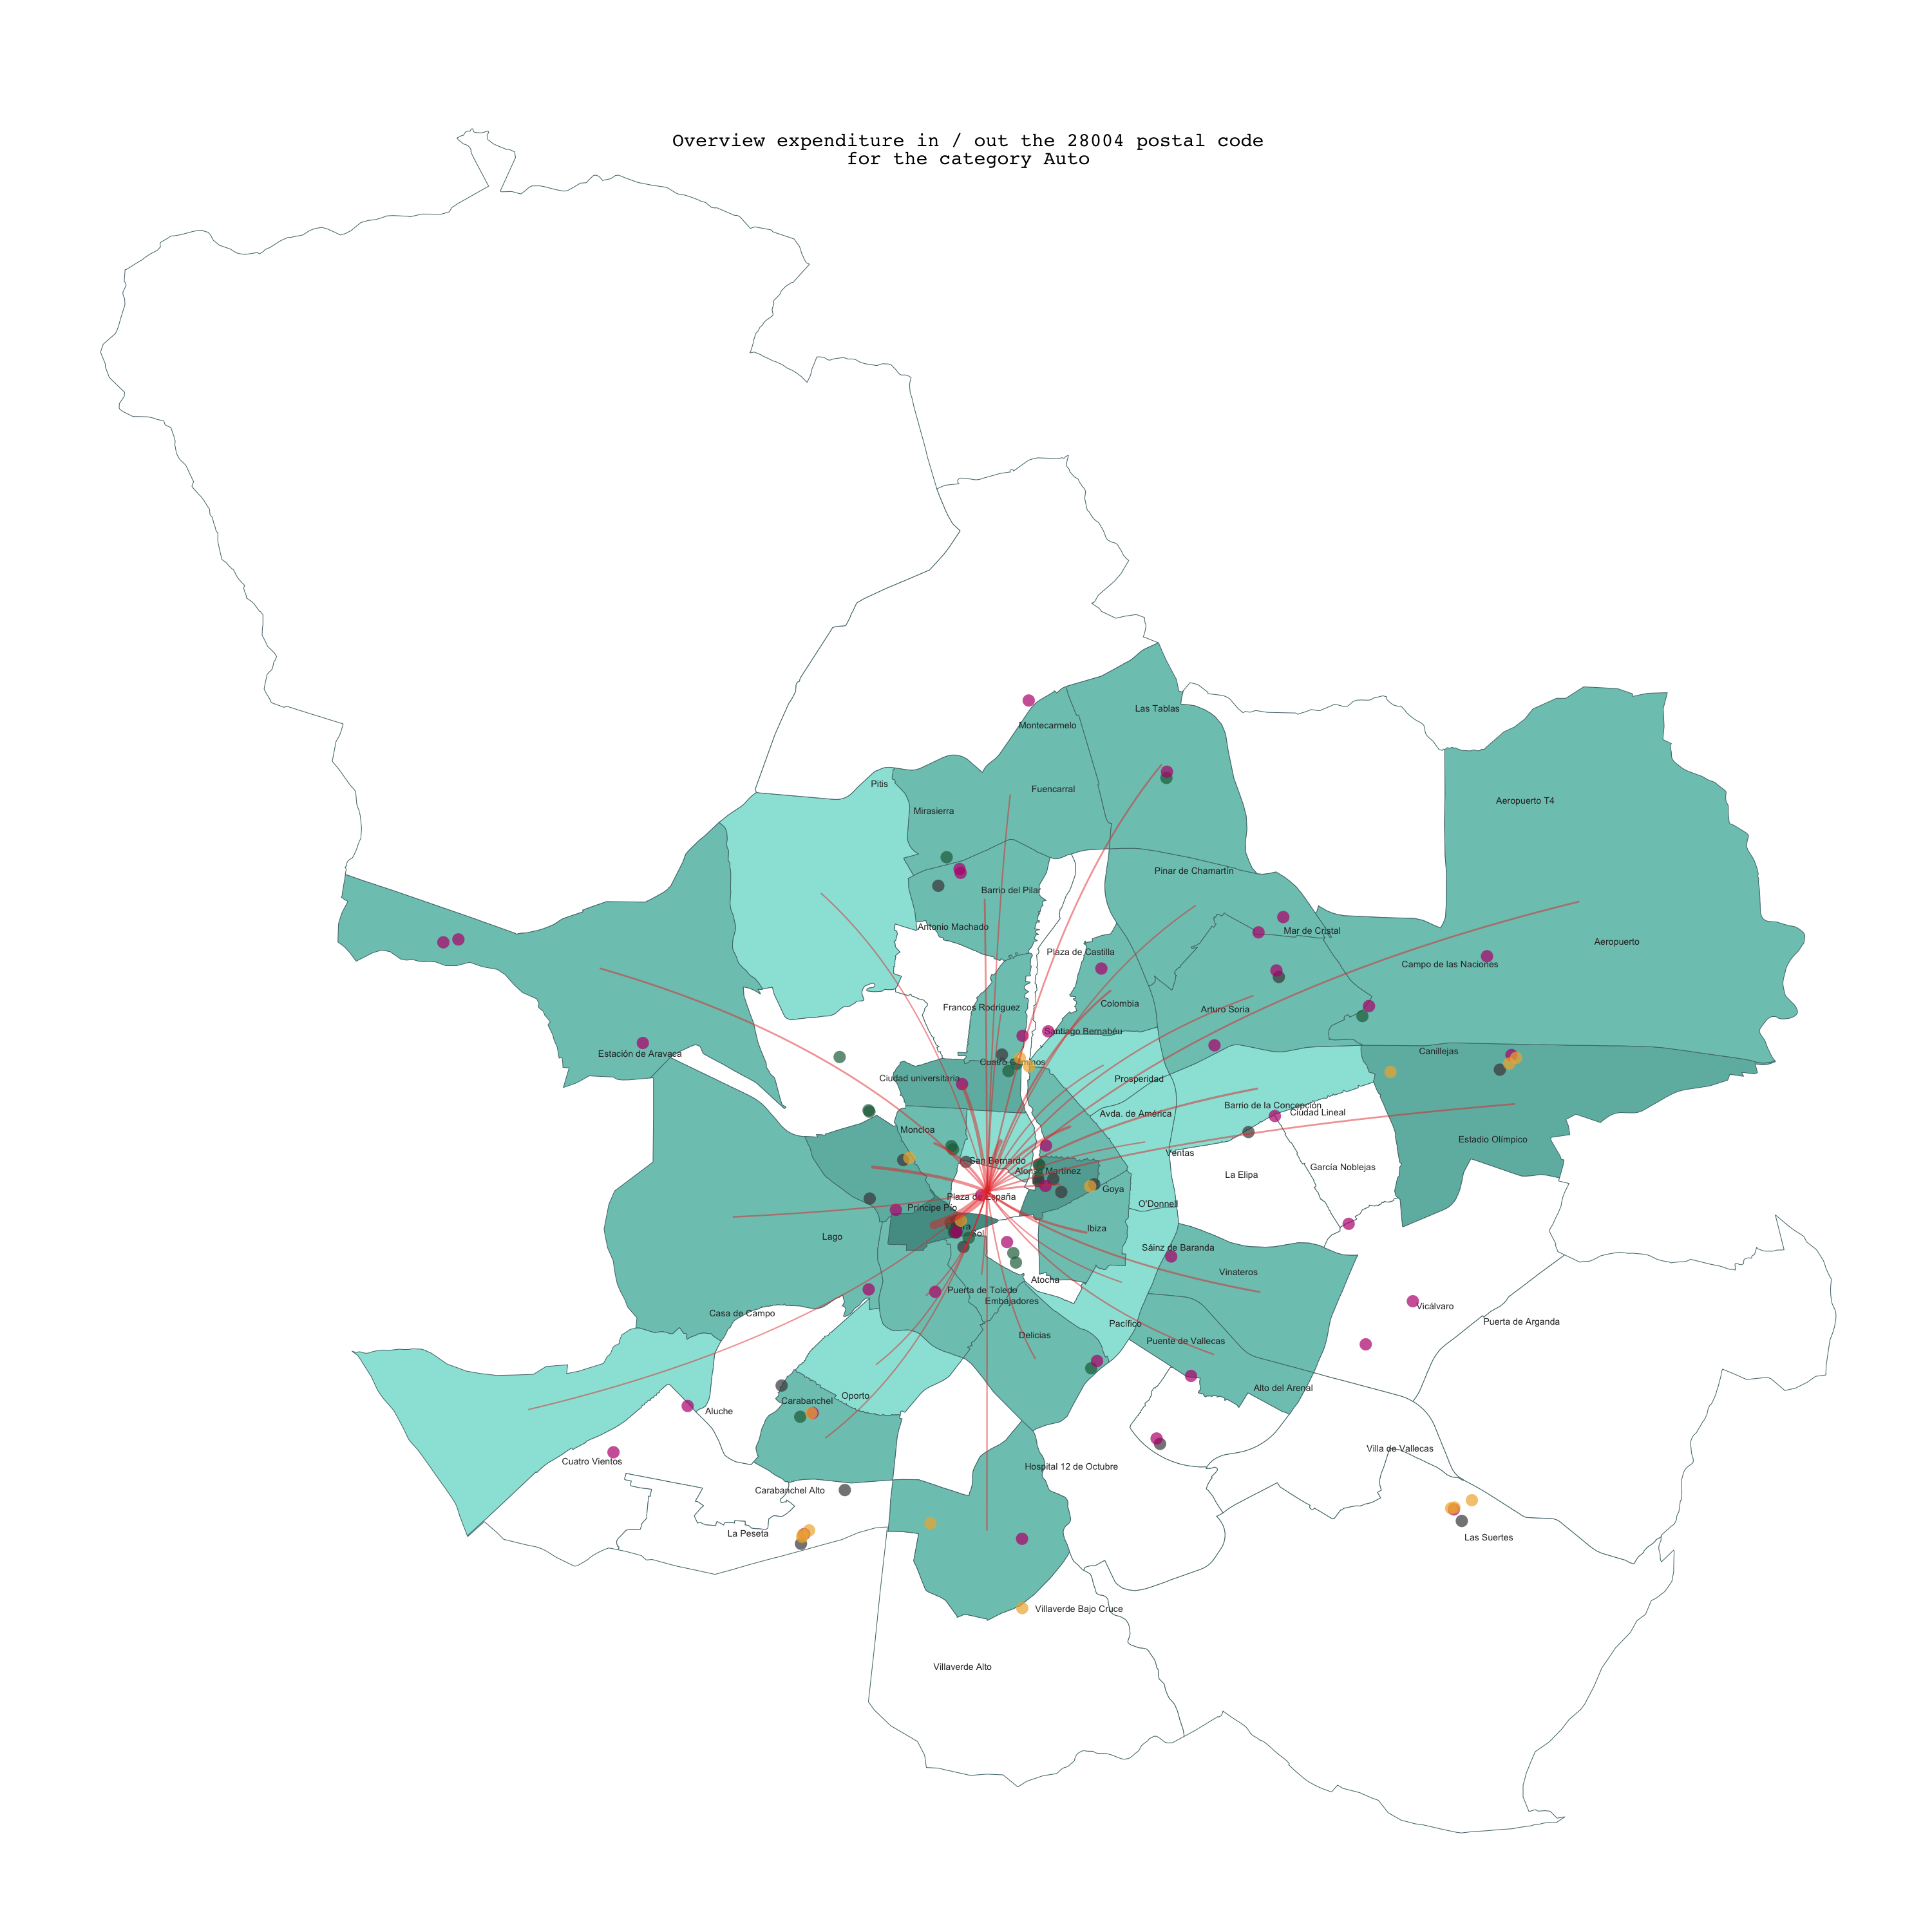 Overview expenditure in / out the 28004 postal code
for the category Auto
Las Tablas
Montecarmelo
Pitis
Fuencarral
Aeropuerto T4
Mirasierra
Pinar de Chamartín
Barrio del Pilar
Antonio Machado
Mar de Cristal
Aeropuerto
Plaza de Castilla
Campo de las Naciones
Colombia
Francos Rodriguez
Arturo Soria
Santiago Bernabéu
Canillejas
Estación de Aravaca
Cuatro Caminos
Ciudad universitaria
Prosperidad
Barrio de la Concepción
Avda. de América
Ciudad Lineal
Moncloa
Estadio Olímpico
Ventas
San Bernardo
García Noblejas
Alonso Martinez
La Elipa
Goya
Plaza de España
O'Donnell
Principe Pio
Ibiza
Sol
Lago
Sáinz de Baranda
Vinateros
Atocha
Puerta de Toledo
Embajadores
Vicálvaro
Casa de Campo
Puerta de Arganda
Pacífico
Delicias
Puente de Vallecas
Alto del Arenal
Oporto
Carabanchel
Aluche
Villa de Vallecas
Cuatro Vientos
Hospital 12 de Octubre
Carabanchel Alto
La Peseta
Las Suertes
Villaverde Bajo Cruce
Villaverde Alto